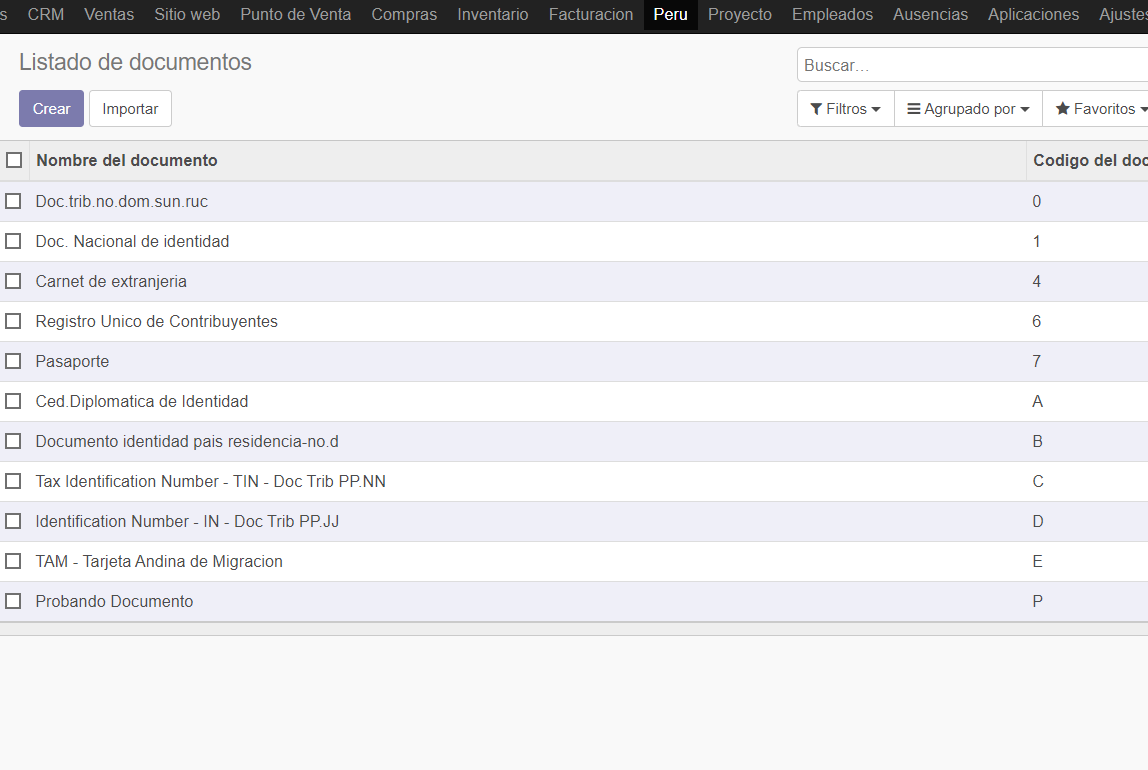 s CRM Ventas Sitio web Punto de Venta Compras Inventario Facturacion Peru Proyecto Empleados Ausencias Aplicaciones Ajustes
Listado de documentos
Buscar...
Crear Importar
Filtros Agrupado por Favoritos
Nombre del documento Codigo del doc
Doc.trib.no.dom.sun.ruc 0
Doc. Nacional de identidad 1
Carnet de extranjeria 4
Registro Unico de Contribuyentes 6
Pasaporte 7
Ced.Diplomatica de Identidad A
Documento identidad pais residencia-no.d B
Tax Identification Number - TIN - Doc Trib PP.NN C
Identification Number - IN - Doc Trib PP.JJ D
TAM - Tarjeta Andina de Migracion E
Probando Documento P